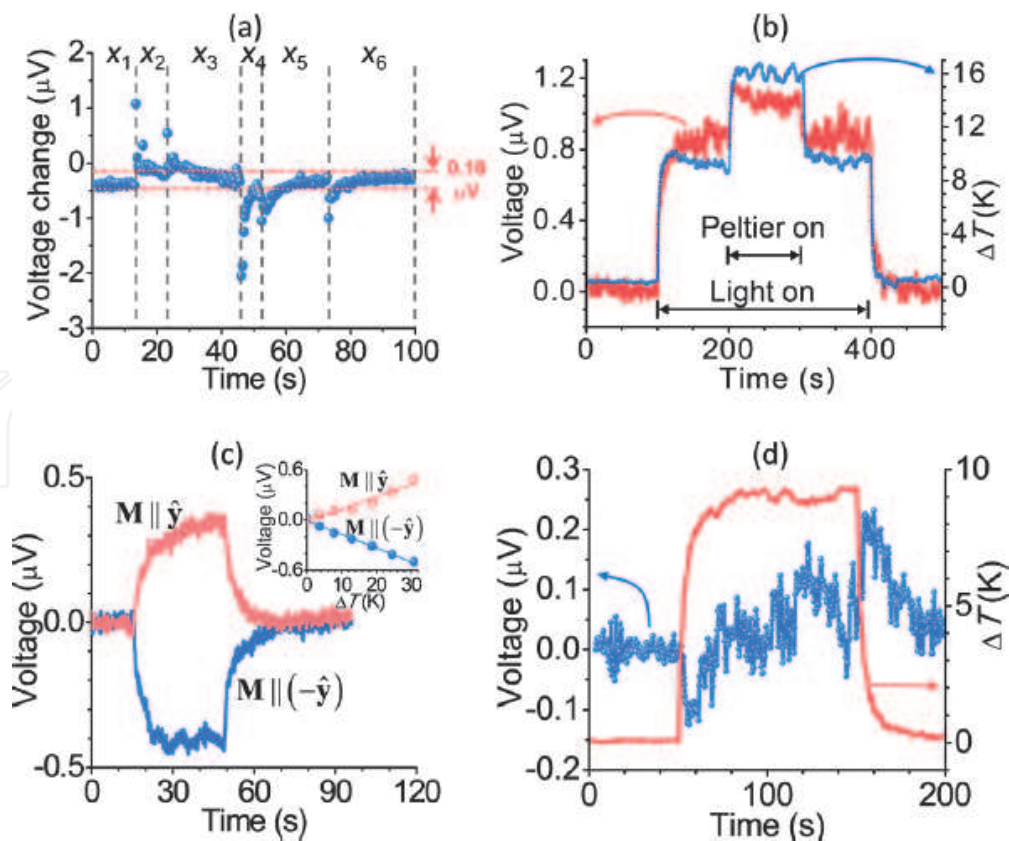 (a)
x1 x2 x3 x4 x5 x6
Voltage change (μV)
2
1
0
-1
-2
-3
0.16
μV
0 20 40 60 80 100
Time (s)
(b)
Voltage (μV)
1.2
0.8
0.4
0.0
16
12
8
4
0
ΔT(K)
Peltier on
Light on
0 200 400
Time (s)
(c)
Voltage (μV)
0.5
0.0
-0.5
M ∥ ŷ
M ∥ (−ŷ)
Voltage (μV)
0.6
0.0
-0.6
M ∥ ŷ
M ∥ (−ŷ)
0 10 20 30
ΔT(K)
0 30 60 90 120
Time (s)
(d)
Voltage (μV)
0.3
0.2
0.1
0.0
-0.1
-0.2
10
5
0
ΔT(K)
0 100 200
Time (s)